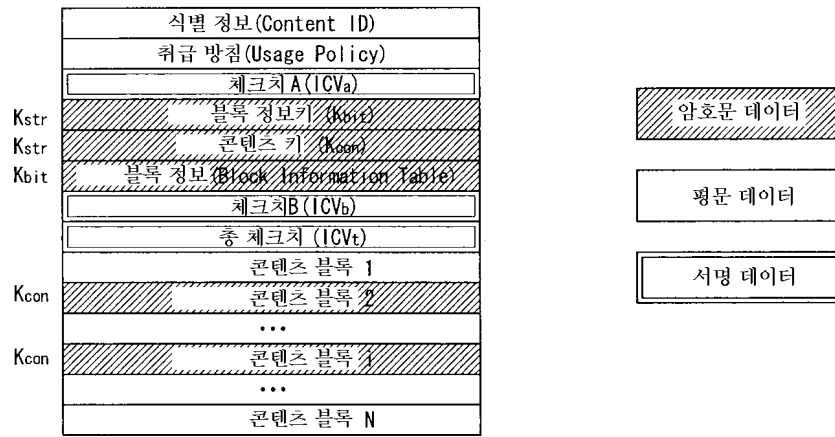 식별 정보(Content ID)
취급 방침(Usage Policy)
체크치 A(ICVa)
Kstr 블록 정보키 (Kbit)
Kstr 콘텐츠 키 (Kcon)
Kbit 블록 정보(Block Information Table)
체크치B(ICVb)
총 체크치 (ICVt)
콘텐츠 블록 1
Kcon 콘텐츠 블록 2
...
Kcon 콘텐츠 블록 i
...
콘텐츠 블록 N
암호문 데이터
평문 데이터
서명 데이터